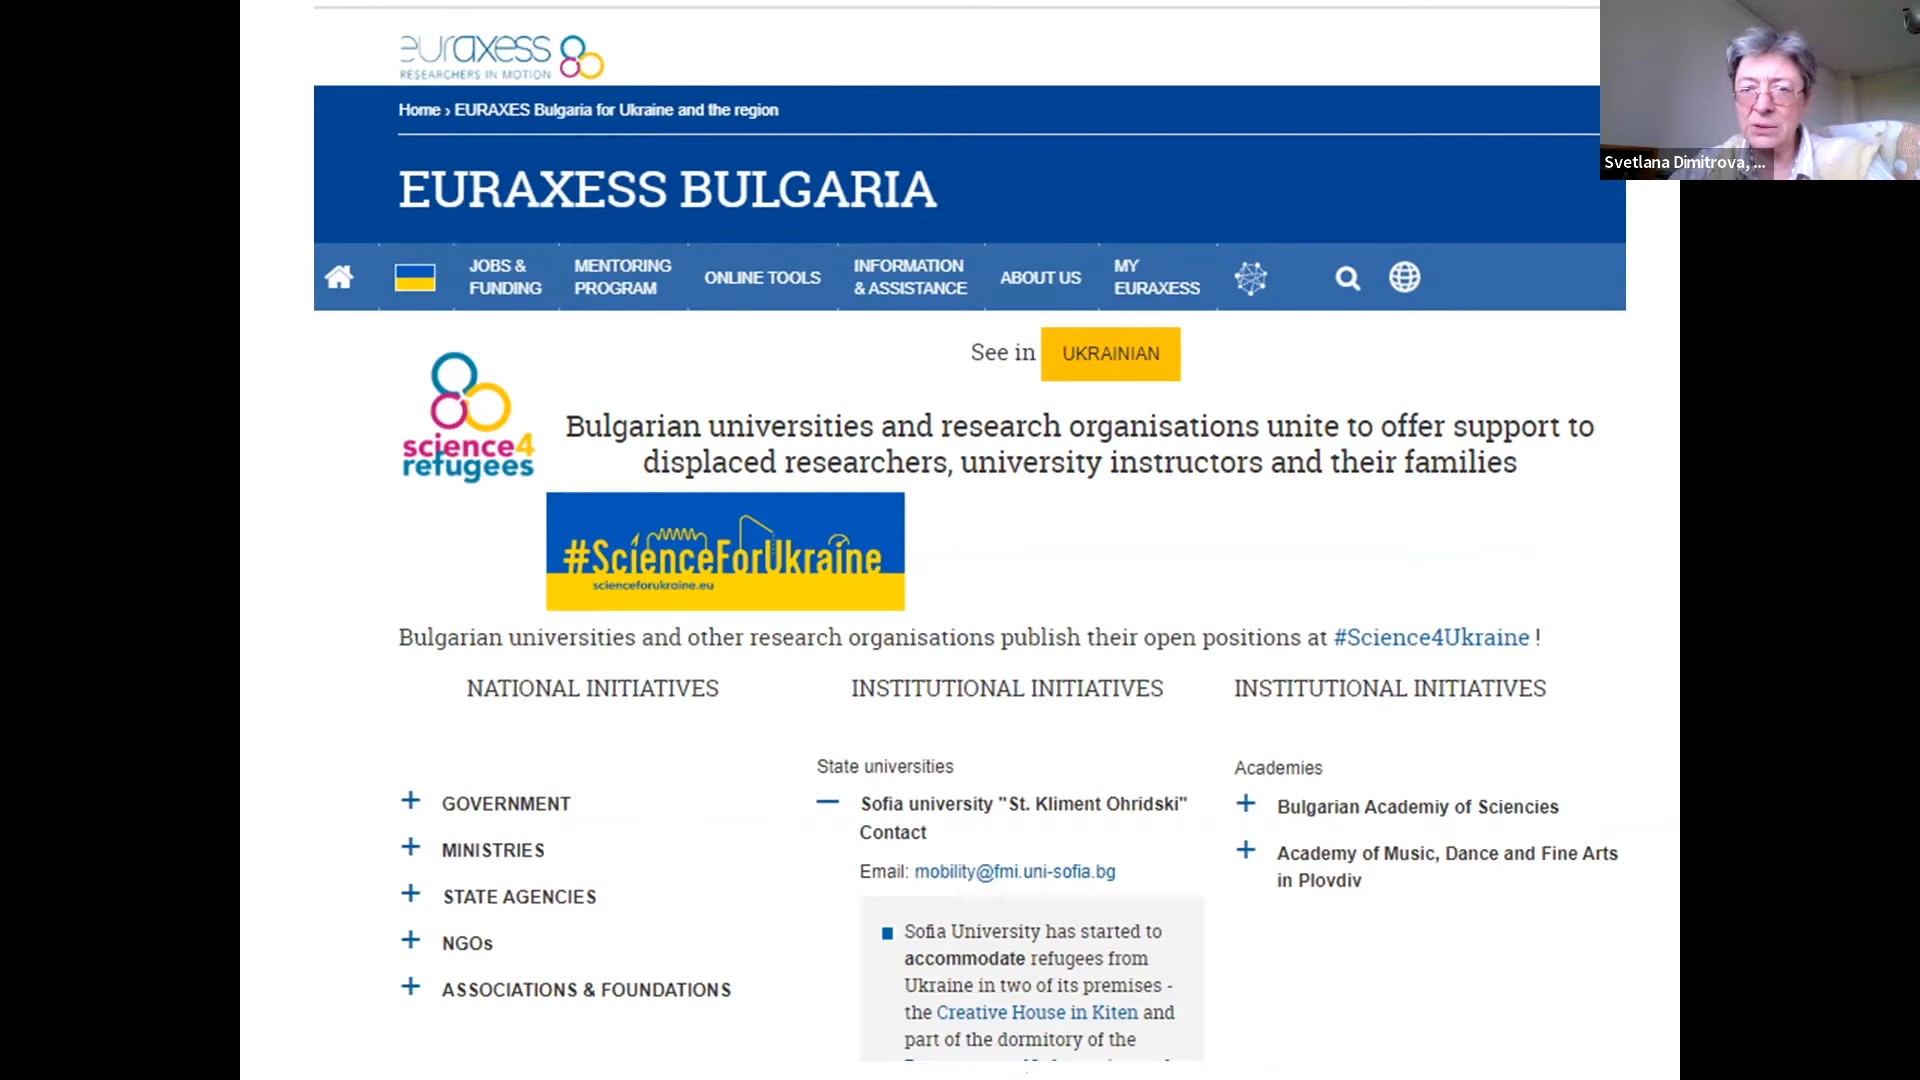 euraxess
RESEARCHERS IN MOTION
Home › EURAXES Bulgaria for Ukraine and the region
Svetlana Dimitrova, ...
EURAXESS BULGARIA
JOBS &
FUNDING
MENTORING
PROGRAM
ONLINE TOOLS
INFORMATION
& ASSISTANCE
ABOUT US
MY
EURAXESS
See in UKRAINIAN
science4
refugees
Bulgarian universities and research organisations unite to offer support to
displaced researchers, university instructors and their families
#ScienceForUkraine
scienceforukraine.eu
Bulgarian universities and other research organisations publish their open positions at #Science4Ukraine !
NATIONAL INITIATIVES
GOVERNMENT
MINISTRIES
STATE AGENCIES
NGOs
ASSOCIATIONS & FOUNDATIONS
INSTITUTIONAL INITIATIVES
State universities
Sofia university "St. Kliment Ohridski"
Contact
Email: mobility@fmi.uni-sofia.bg
Sofia University has started to
accommodate refugees from
Ukraine in two of its premises -
the Creative House in Kiten and
part of the dormitory of the
INSTITUTIONAL INITIATIVES
Academies
Bulgarian Academiy of Sciencies
Academy of Music, Dance and Fine Arts
in Plovdiv